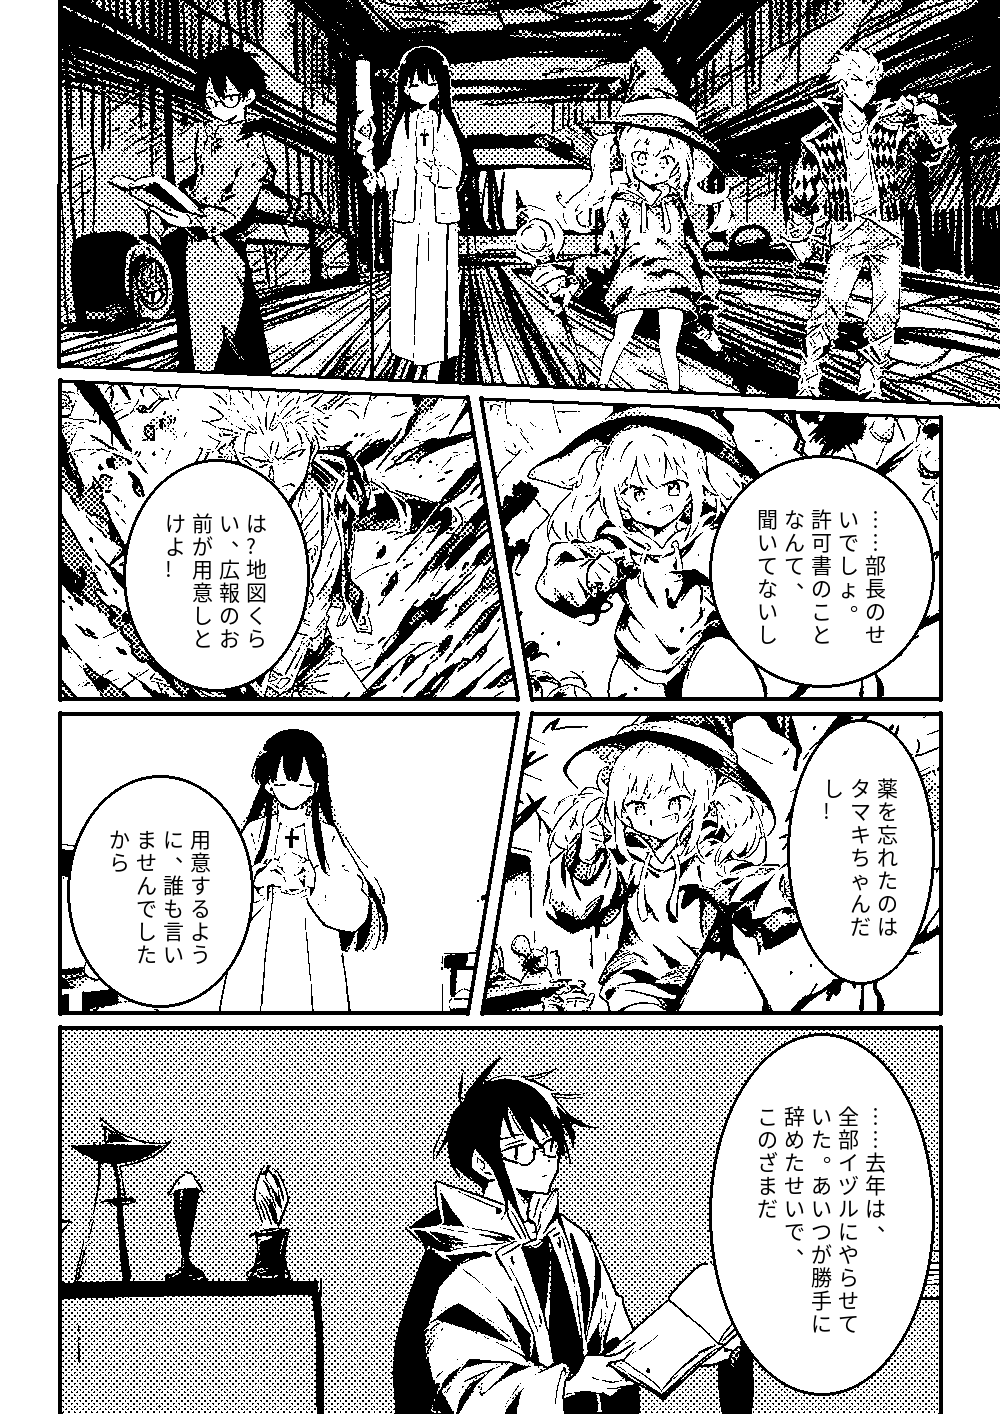 ……部長のせ
いでしょ。
許可書のこと
なんて、
聞いてないし
は?地図くら
い、広報のお
前が用意しと
けよ!
薬を忘れたのは
タマキちゃんだ
し!
用意するよう
に、誰も言い
ませんでした
から
……去年は、
全部イヅルにやらせて
いた。あいつが勝手に
辞めたせいで、
このざまだ